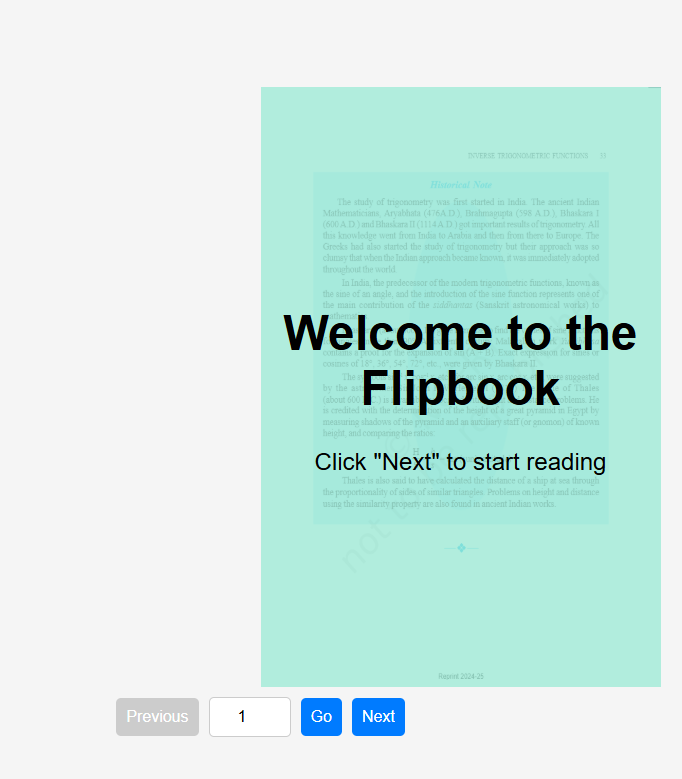 INVERSE TRIGONOMETRIC FUNCTIONS 33
Historical Note
The study of trigonometry was first started in India. The ancient Indian
Mathematicians, Aryabhata (476A.D.), Brahmagupta (598 A.D.), Bhaskara I
(600 A.D.) and Bhaskara II (1114 A.D.) got important results of trigonometry. All
this knowledge went from India to Arabia and then from there to Europe. The
Greeks had also started the study of trigonometry but their approach was so
clumsy that when the Indian approach became known, it was immediately adopted
throughout the world.
In India, the predecessor of the modern trigonometric functions, known as
the sine of an angle, and the introduction of the sine function represents one of
the main contribution of the siddhantas (Sanskrit astronomical works) to
mathematics.
Welcome to the
Flipbook
contains a proof for the expansion of sin (A + B). Exact expression for sines or
cosines of 18°, 36°, 54°, 72°, etc., were given by Bhaskara II.
were suggested
by the
of Thales
(about 600
is credited with the determination of the height of a great pyramid in Egypt by
measuring shadows of the pyramid and an auxiliary staff (or gnomon) of known
height, and comparing the ratios.
Click "Next" to start reading
Thales is also said to have calculated the distance of a ship at sea through
the proportionality of sides of similar triangles. Problems on height and distance
using the similarity property are also found in ancient Indian works.
not
Reprint 2024-25
Previous 1 Go Next